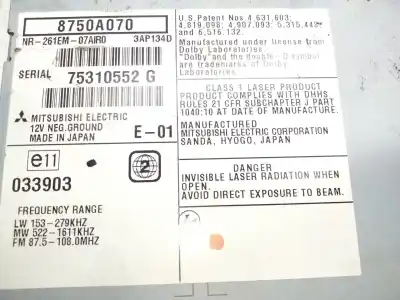 8750A070
NR-261EM-07AIR0 3AP134D
SERIAL 75310552 G
MITSUBISHI ELECTRIC
12V NEG.GROUND
MADE IN JAPAN E-01
e11 2
033903
FREQUENCY RANGE
LW 153-279KHZ
MW 522-1611KHZ
FM 87.5-108.0MHZ
U.S.Patent Nos. 4,631,603;
4,819,098; 4,907,093; 5,315,448
and 6,516,132.
Manufactured under license from
Dolby Laboratories.
"Dolby" and the double-D symbol
are trademarks of Dolby
Laboratories.
CLASS 1 LASER PRODUCT
PRODUCT COMPLIES WITH DHHS
RULES 21 CFR SUBCHAPTER J PART
1040:10 AT DATE OF MANUFACTURE.
MANUFACTURED
MITSUBISHI ELECTRIC CORPORATION
SANDA, HYOGO, JAPAN
DANGER
INVISIBLE LASER RADIATION WHEN
OPEN.
AVOID DIRECT EXPOSURE TO BEAM.